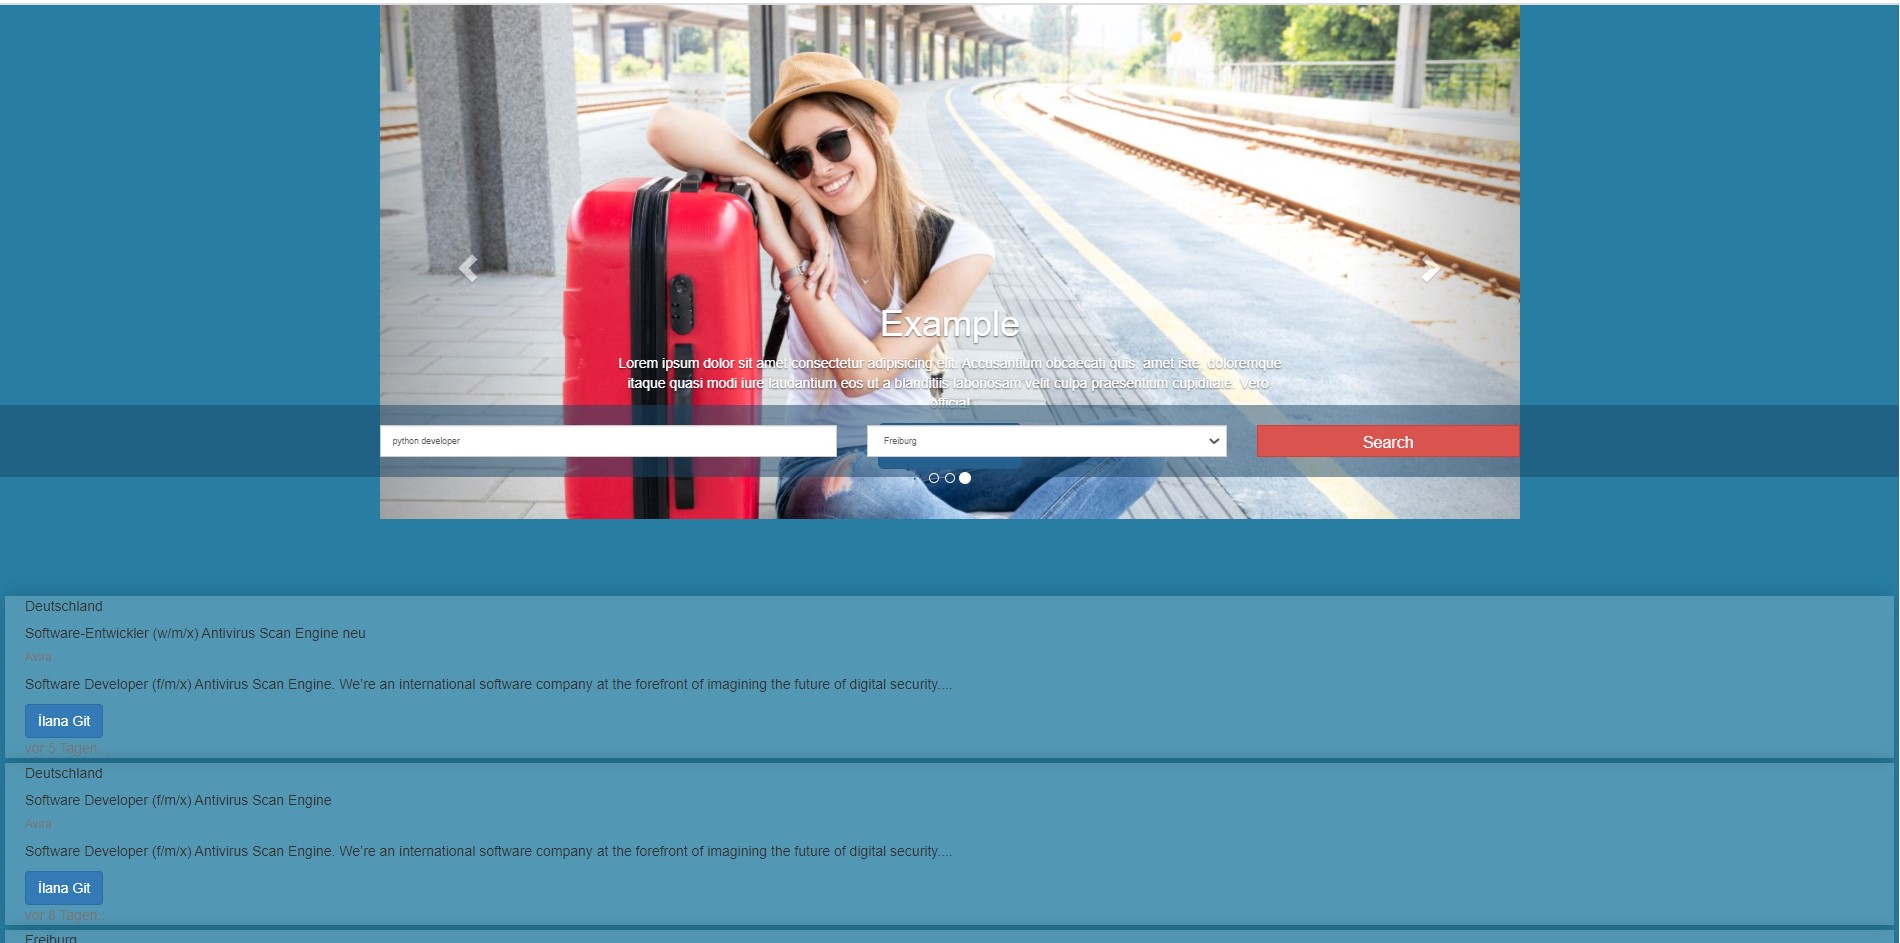 Example
Lorem ipsum dolor sit amet consectetur adipisicing elit. Accusantium obcaecati quis, amet iste, doloremque
itaque quasi modi iure laudantium eos ut a blanditiis laboriosam velit culpa praesentium cupiditate. Vero,
officia!
python developer
Freiburg
Search
Deutschland
Software-Entwickler (w/m/x) Antivirus Scan Engine neu
Avira
Software Developer (f/m/x) Antivirus Scan Engine. We're an international software company at the forefront of imagining the future of digital security....
İlana Git
vor 5 Tagen..
Deutschland
Software Developer (f/m/x) Antivirus Scan Engine
Avira
Software Developer (f/m/x) Antivirus Scan Engine. We're an international software company at the forefront of imagining the future of digital security....
İlana Git
vor 8 Tagen..
Freiburg